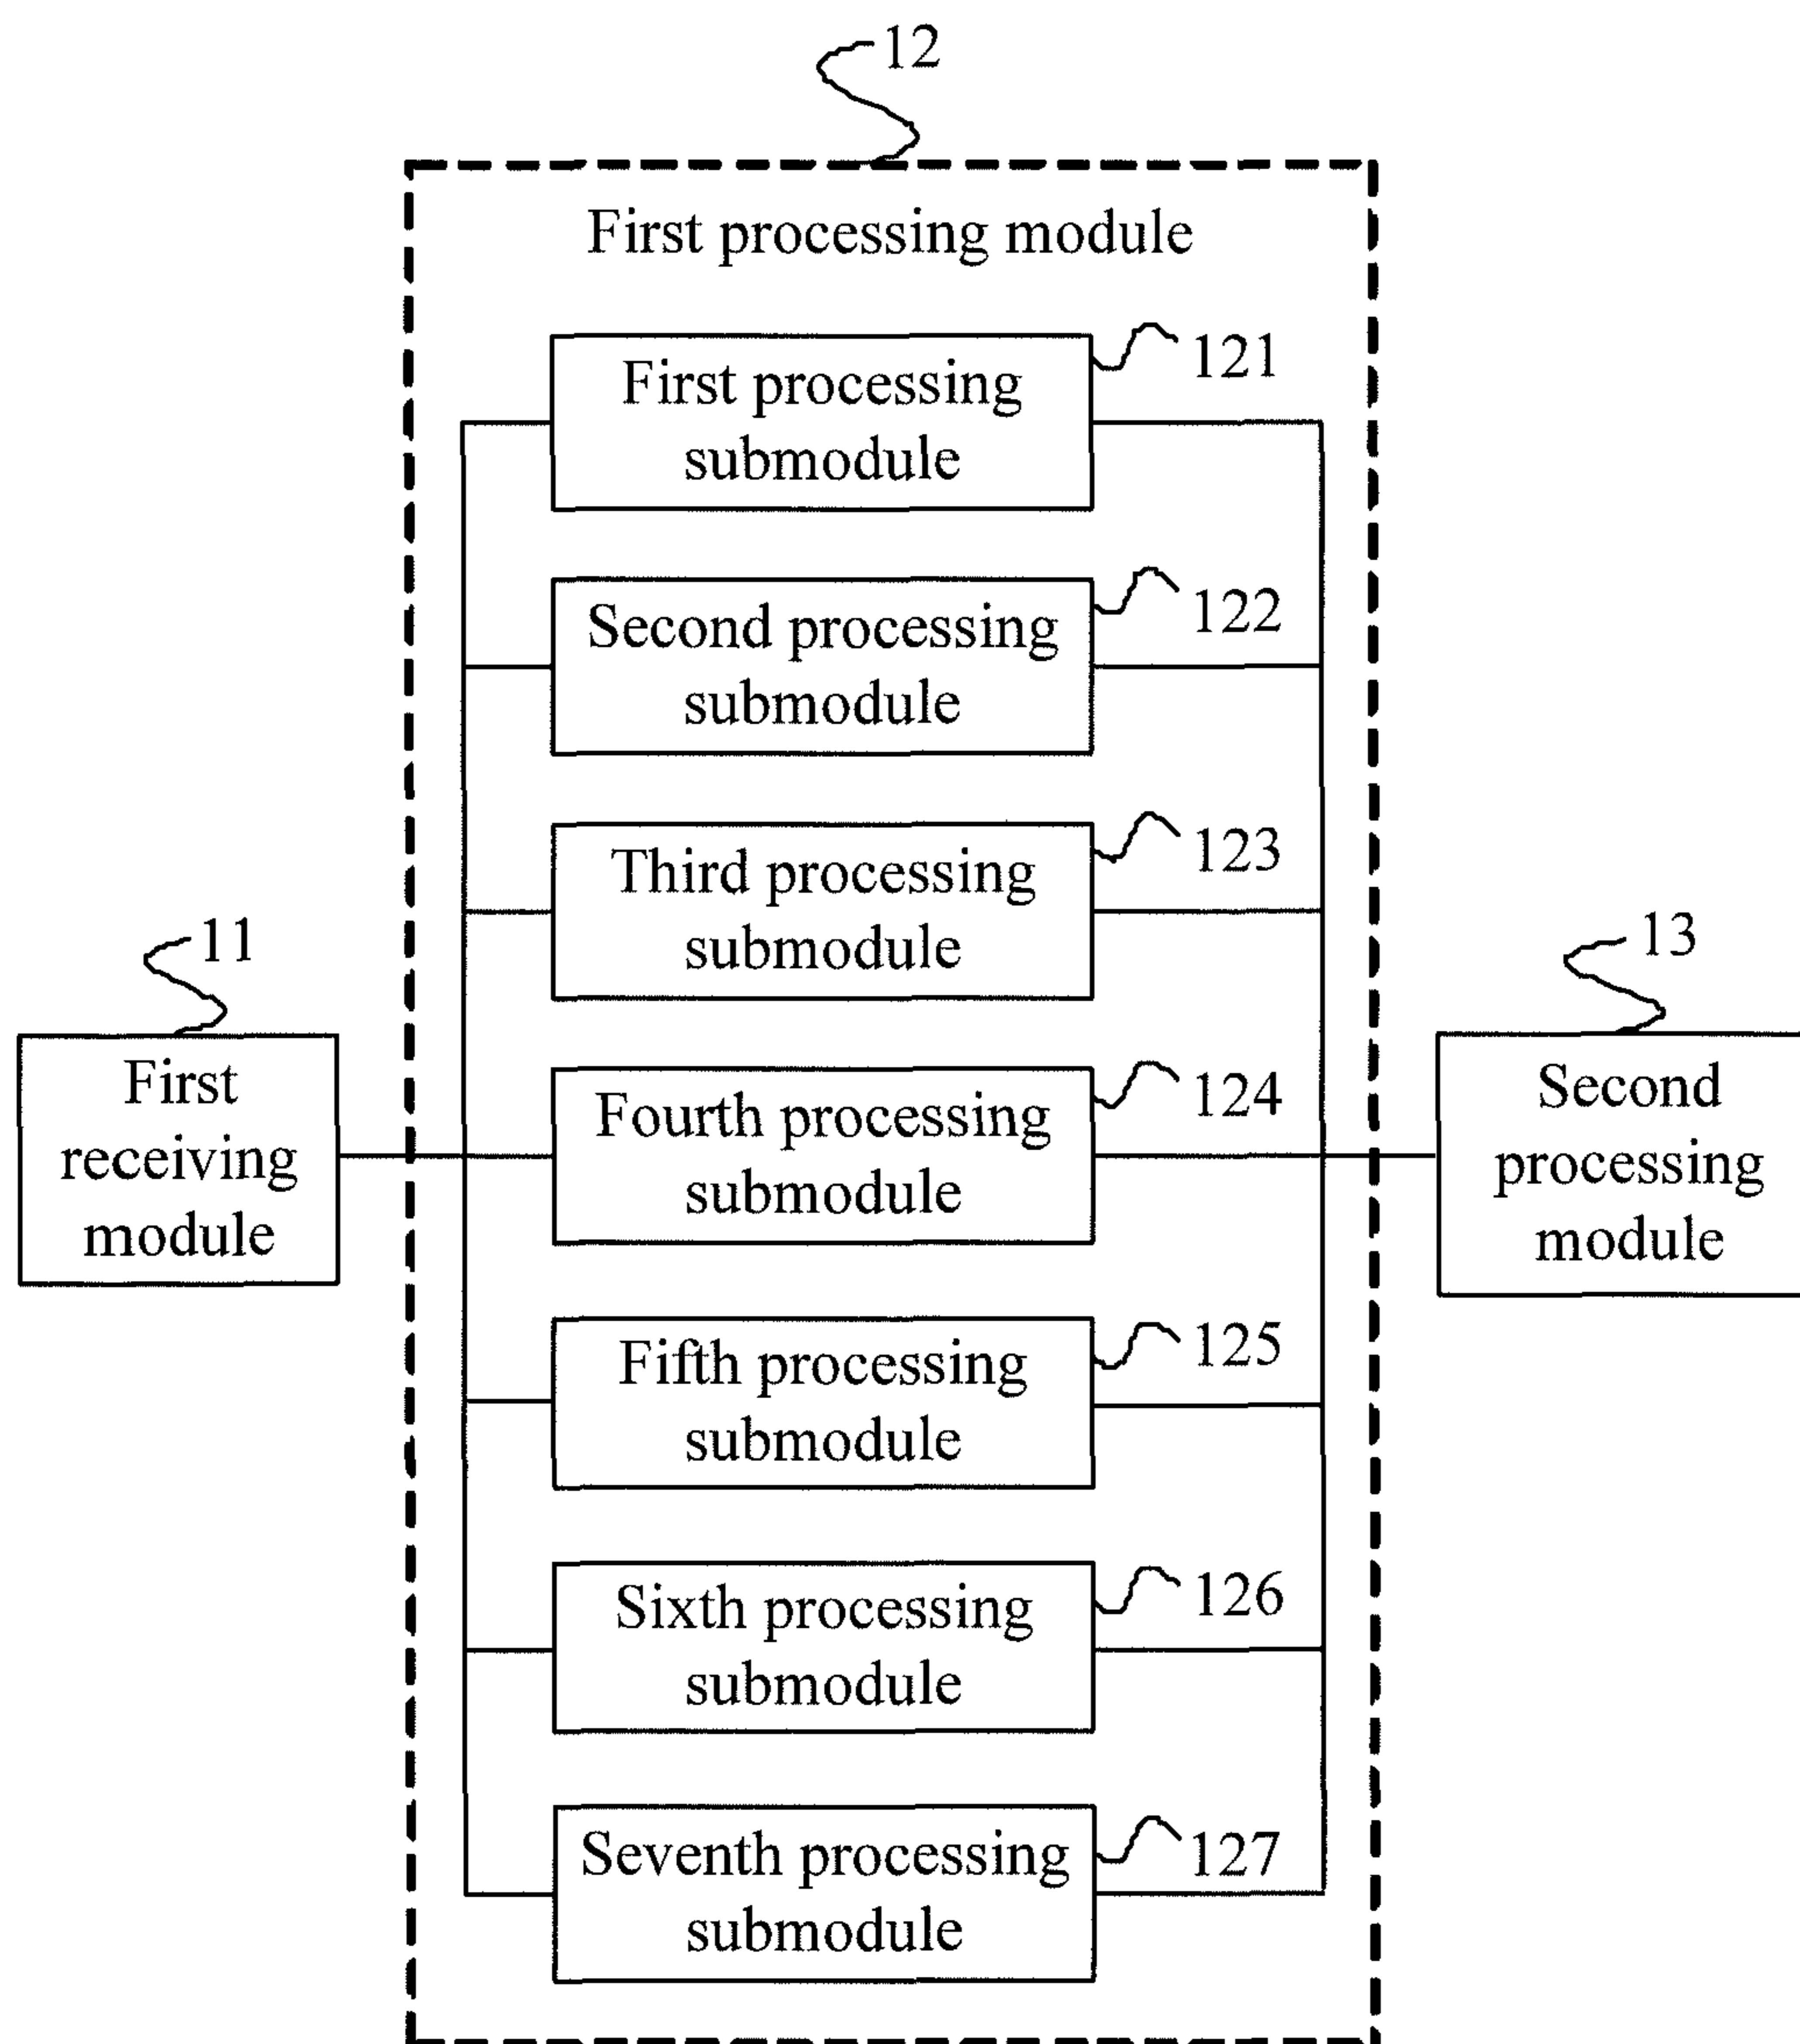 12
First processing module
121
First processing
submodule
122
Second processing
submodule
123
Third processing
submodule
11
First
receiving
module
124
Fourth processing
submodule
13
Second
processing
module
125
Fifth processing
submodule
126
Sixth processing
submodule
127
Seventh processing
submodule